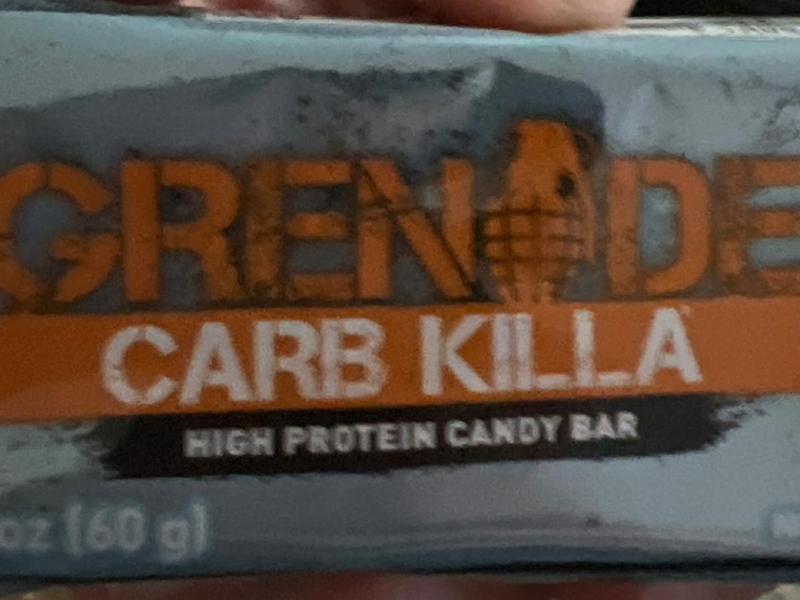 GRENADE
CARB KILLA
HIGH PROTEIN CANDY BAR
oz (60 g)